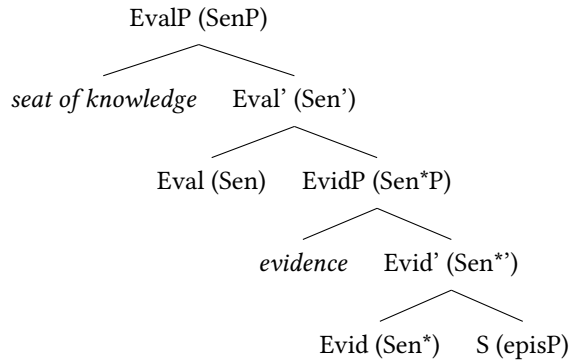 EvalP (SenP)
seat of knowledge Eval’ (Sen’)
Eval (Sen) EvidP (Sen*P)
evidence Evid’ (Sen*’)
Evid (Sen*) S (episP)